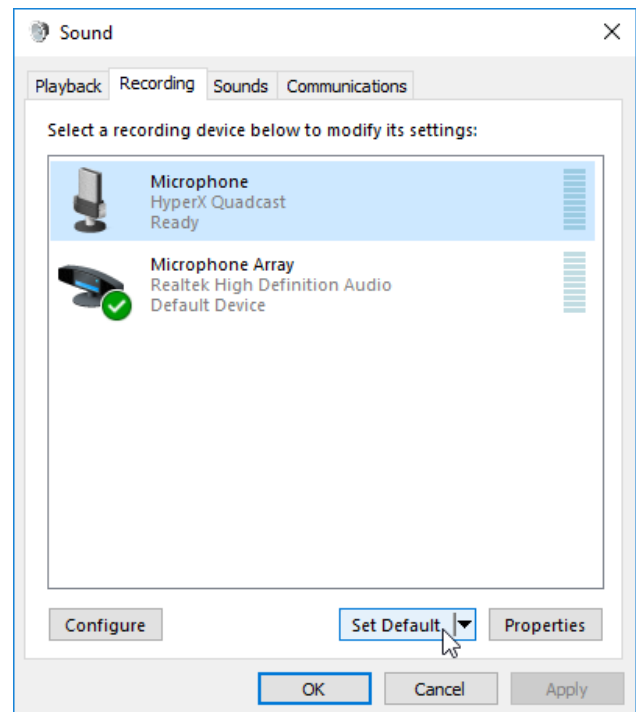 Sound
Playback Recording Sounds Communications
Select a recording device below to modify its settings:
Microphone
HyperX Quadcast
Ready
Microphone Array
Realtek High Definition Audio
Default Device
Configure Set Default Properties
OK Cancel Apply